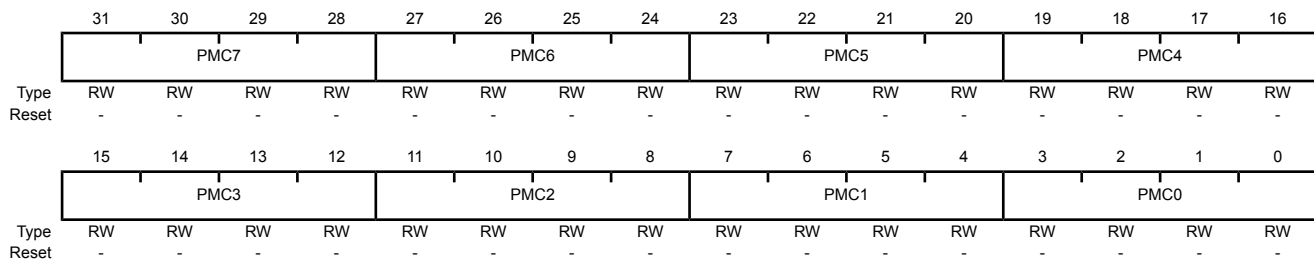 31 30 29 28 27 26 25 24 23 22 21 20 19 18 17 16
PMC7 PMC6 PMC5 PMC4
Type RW RW RW RW RW RW RW RW RW RW RW RW RW RW RW RW
Reset - - - - - - - - - - - - - - - -
15 14 13 12 11 10 9 8 7 6 5 4 3 2 1 0
PMC3 PMC2 PMC1 PMC0
Type RW RW RW RW RW RW RW RW RW RW RW RW RW RW RW RW
Reset - - - - - - - - - - - - - - - -